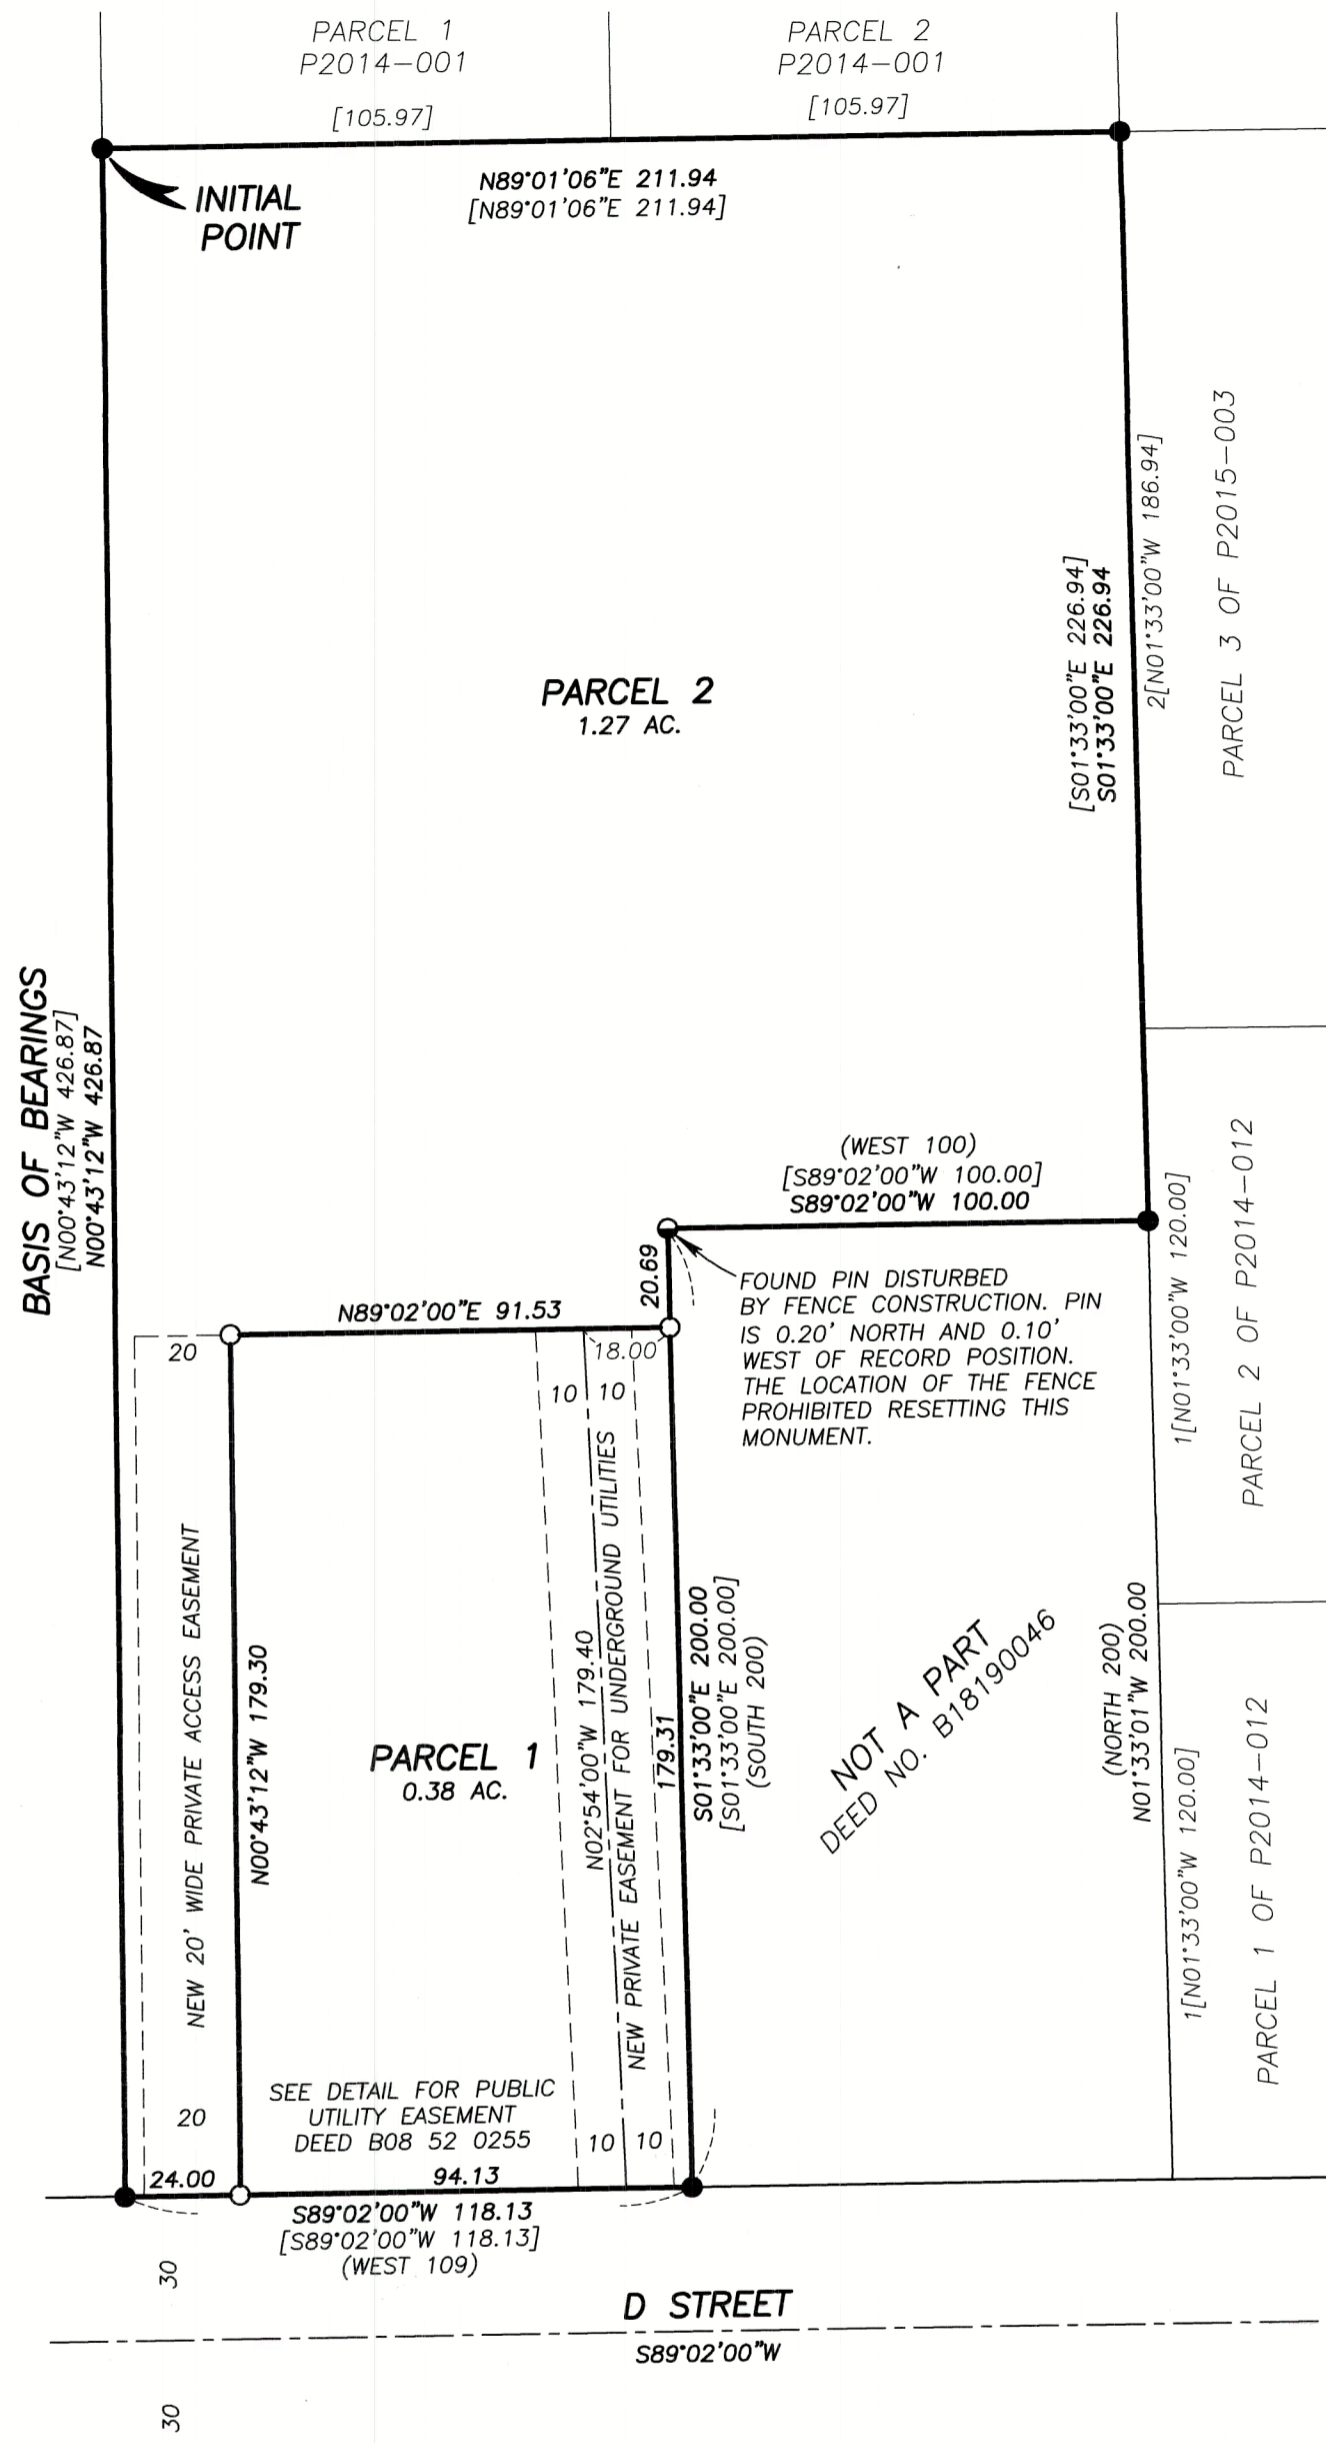 PARCEL 1
P2014-001
[105.97]
PARCEL 2
P2014-001
[105.97]
INITIAL
POINT
N89°01'06"E 211.94
[N89°01'06"E 211.94]
PARCEL 2
1.27 AC.
[S01°33'00"E 226.94]
S01°33'00"E 226.94
2[N01°33'00"W 186.94]
PARCEL 3 OF P2015-003
BASIS OF BEARINGS
[N00°43'12"W 426.87]
N00°43'12"W 426.87
(WEST 100)
[S89°02'00"W 100.00]
S89°02'00"W 100.00
20.69
FOUND PIN DISTURBED
BY FENCE CONSTRUCTION. PIN
IS 0.20' NORTH AND 0.10'
WEST OF RECORD POSITION.
THE LOCATION OF THE FENCE
PROHIBITED RESETTING THIS
MONUMENT.
1[N01°33'00"W 120.00]
PARCEL 2 OF P2014-012
N89°02'00"E 91.53
20
18.00
10
10
NEW 20' WIDE PRIVATE ACCESS EASEMENT
N00°43'12"W 179.30
PARCEL 1
0.38 AC.
N02°54'00"W 179.40
NEW PRIVATE EASEMENT FOR UNDERGROUND UTILITIES
179.31
S01°33'00"E 200.00
[S01°33'00"E 200.00]
(SOUTH 200)
NOT A PART
DEED NO. B18190046
(NORTH 200)
N01°33'01"W 200.00
1[N01°33'00"W 120.00]
PARCEL 1 OF P2014-012
SEE DETAIL FOR PUBLIC
UTILITY EASEMENT
DEED B08 52 0255
20
10
10
24.00
94.13
S89°02'00"W 118.13
[S89°02'00"W 118.13]
(WEST 109)
30
D STREET
S89°02'00"W
30